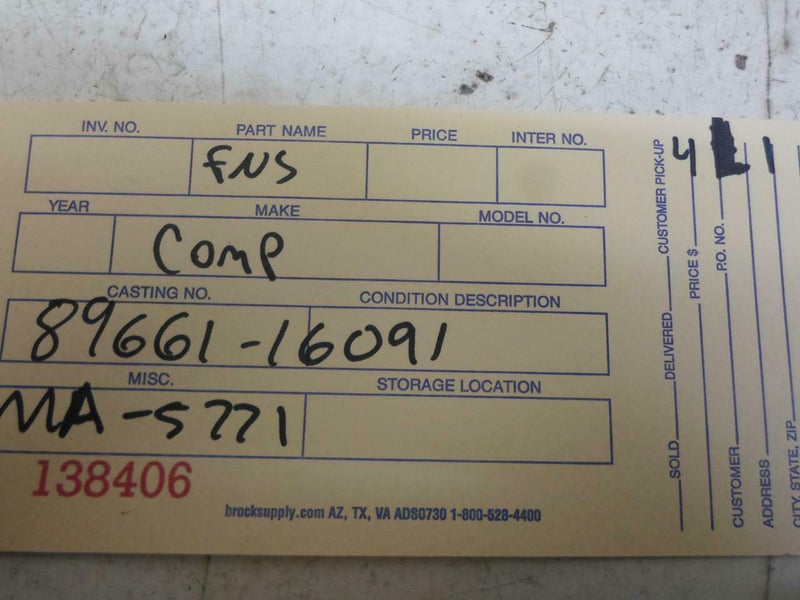 INV. NO. PART NAME PRICE INTER NO.
FNS
YEAR MAKE MODEL NO.
Comp
CASTING NO. CONDITION DESCRIPTION
89661-16091
MISC. STORAGE LOCATION
MA-5771
138406
brocksupply.com AZ, TX, VA ADS0730 1-800-528-4400
SOLD DELIVERED CUSTOMER PICK-UP
PRICE $ 4
CUSTOMER P.O. NO.
ADDRESS 1
CITY, STATE, ZIP